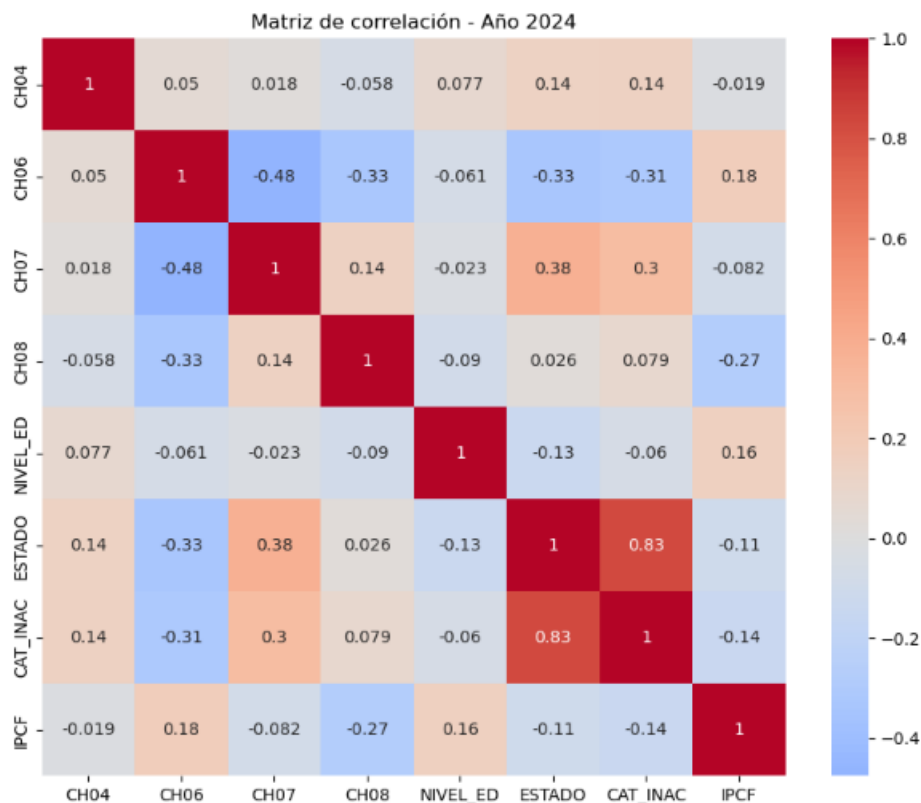 Matriz de correlación - Año 2024
CH04 1 0.05 0.018 -0.058 0.077 0.14 0.14 -0.019
CH06 0.05 1 -0.48 -0.33 -0.061 -0.33 -0.31 0.18
CH07 0.018 -0.48 1 0.14 -0.023 0.38 0.3 -0.082
CH08 -0.058 -0.33 0.14 1 -0.09 0.026 0.079 -0.27
NIVEL_ED 0.077 -0.061 -0.023 -0.09 1 -0.13 -0.06 0.16
ESTADO 0.14 -0.33 0.38 0.026 -0.13 1 0.83 -0.11
CAT_INAC 0.14 -0.31 0.3 0.079 -0.06 0.83 1 -0.14
IPCF -0.019 0.18 -0.082 -0.27 0.16 -0.11 -0.14 1
CH04 CH06 CH07 CH08 NIVEL_ED ESTADO CAT_INAC IPCF
1.0
0.8
0.6
0.4
0.2
0.0
−0.2
−0.4